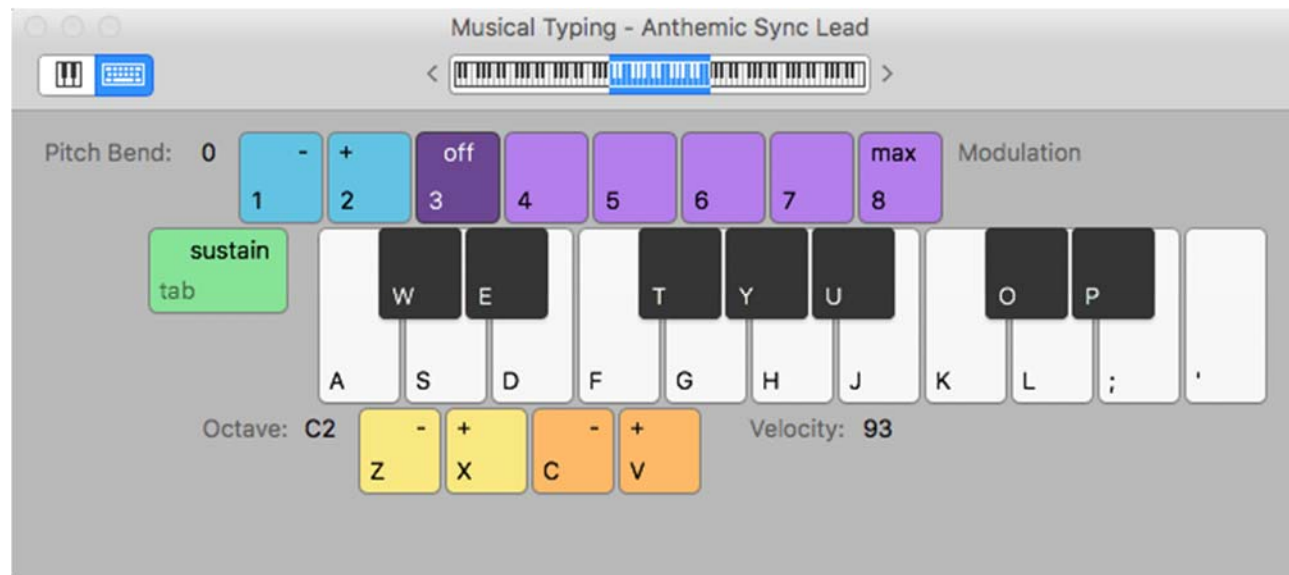 Musical Typing - Anthemic Sync Lead
< >
Pitch Bend: 0 - + off max Modulation
1 2 3 4 5 6 7 8
sustain
tab W E T Y U O P
A S D F G H J K L ; '
Octave: C2 - + - + Velocity: 93
Z X C V